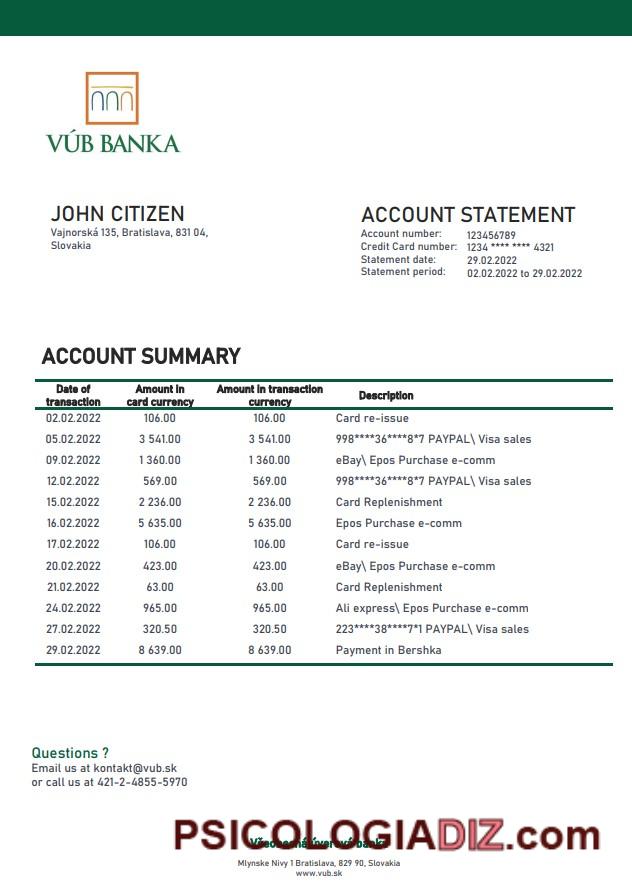 VÚB BANKA
JOHN CITIZEN
Vajnorská 135, Bratislava, 831 04,
Slovakia
ACCOUNT STATEMENT
Account number: 123456789
Credit Card number: 1234 **** **** 4321
Statement date: 29.02.2022
Statement period: 02.02.2022 to 29.02.2022
ACCOUNT SUMMARY
Date of transaction Amount in card currency Amount in transaction currency Description
02.02.2022 106.00 106.00 Card re-issue
05.02.2022 3 541.00 3 541.00 998****36****8*7 PAYPAL\ Visa sales
09.02.2022 1 360.00 1 360.00 eBay\ Epos Purchase e-comm
12.02.2022 569.00 569.00 998****36****8*7 PAYPAL\ Visa sales
15.02.2022 2 236.00 2 236.00 Card Replenishment
16.02.2022 5 635.00 5 635.00 Epos Purchase e-comm
17.02.2022 106.00 106.00 Card re-issue
20.02.2022 423.00 423.00 eBay\ Epos Purchase e-comm
21.02.2022 63.00 63.00 Card Replenishment
24.02.2022 965.00 965.00 Ali express\ Epos Purchase e-comm
27.02.2022 320.50 320.50 223****38****7*1 PAYPAL\ Visa sales
29.02.2022 8 639.00 8 639.00 Payment in Bershka
Questions ?
Email us at kontakt@vub.sk
or call us at 421-2-4855-5970
PSICOLOGIADIZ.com
Všeobecná úverová banka
Mlynske Nivy 1 Bratislava, 829 90, Slovakia
www.vub.sk